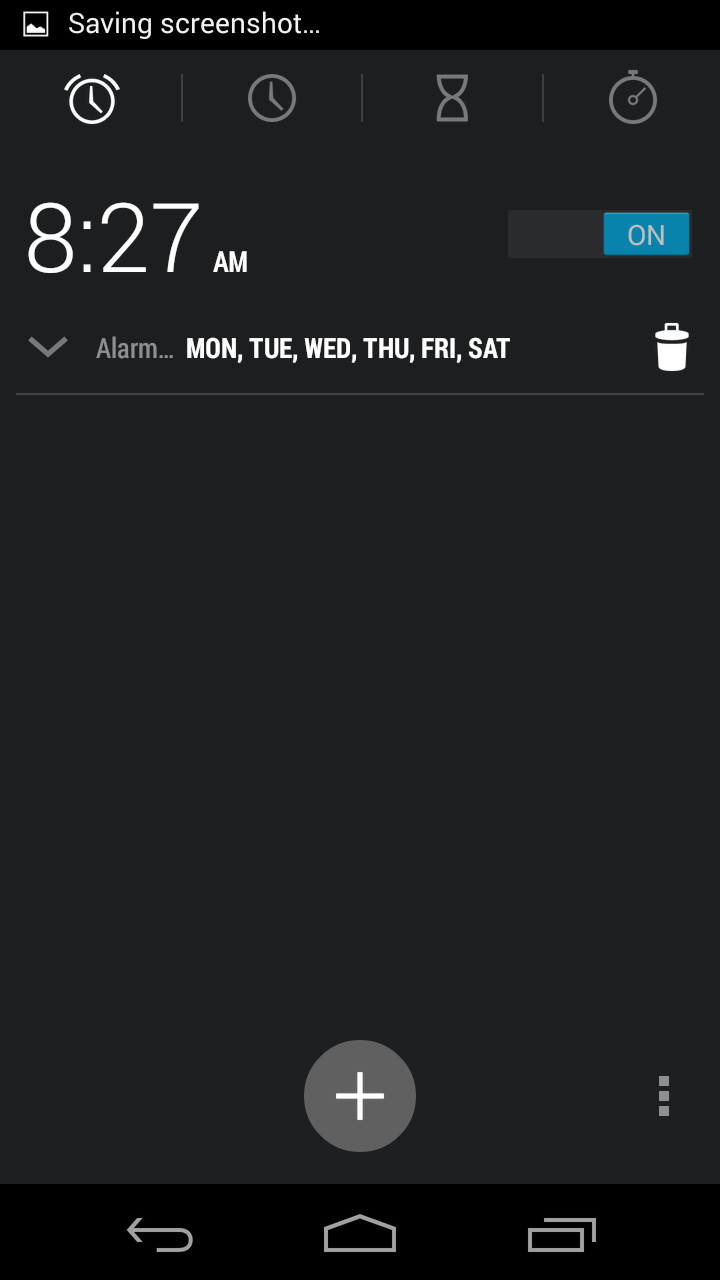 Saving screenshot...
8:27 AM
ON
Alarm... MON, TUE, WED, THU, FRI, SAT